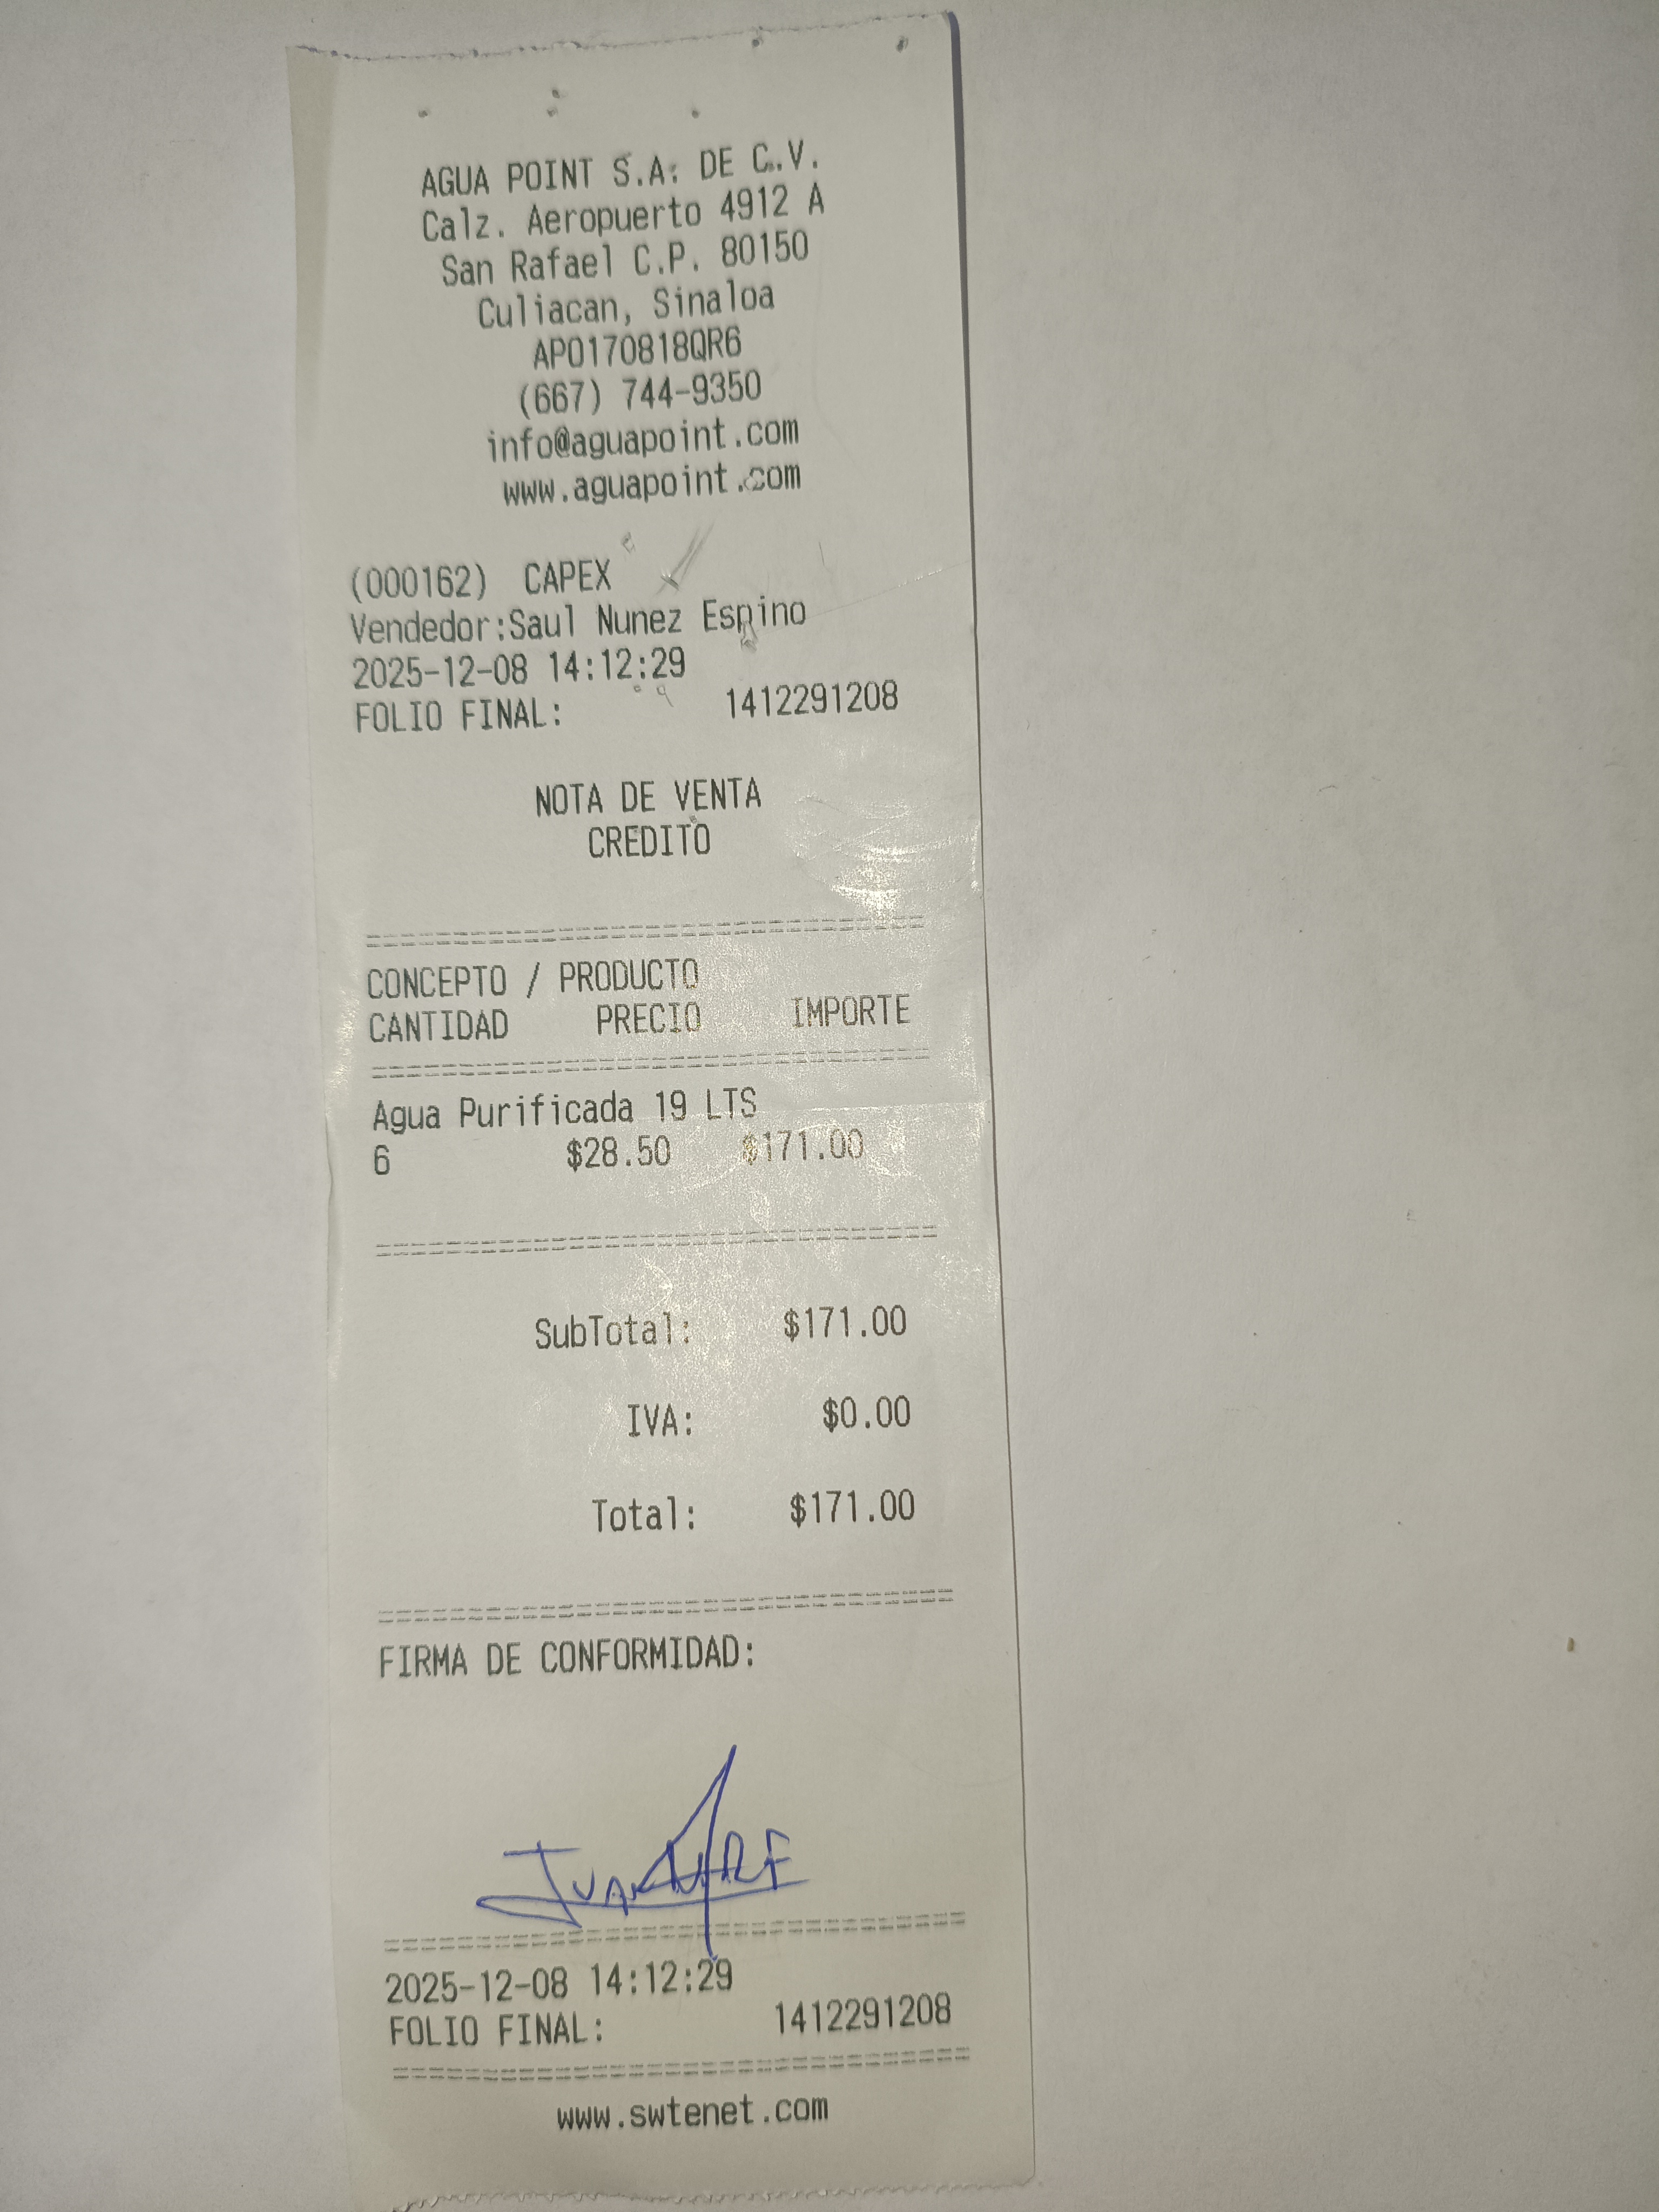 AGUA POINT S.A. DE C.V.
Calz. Aeropuerto 4912 A
San Rafael C.P. 80150
Culiacan, Sinaloa
APO170818QR6
(667) 744-9350
info@aguapoint.com
www.aguapoint.com
(000162) CAPEX
Vendedor:Saul Nunez Espino
2025-12-08 14:12:29
FOLIO FINAL: 1412291208
NOTA DE VENTA
CREDITO
CONCEPTO / PRODUCTO
CANTIDAD PRECIO IMPORTE
Agua Purificada 19 LTS
6 $28.50 $171.00
SubTotal: $171.00
IVA: $0.00
Total: $171.00
FIRMA DE CONFORMIDAD:
2025-12-08 14:12:29
FOLIO FINAL: 1412291208
www.swtenet.com